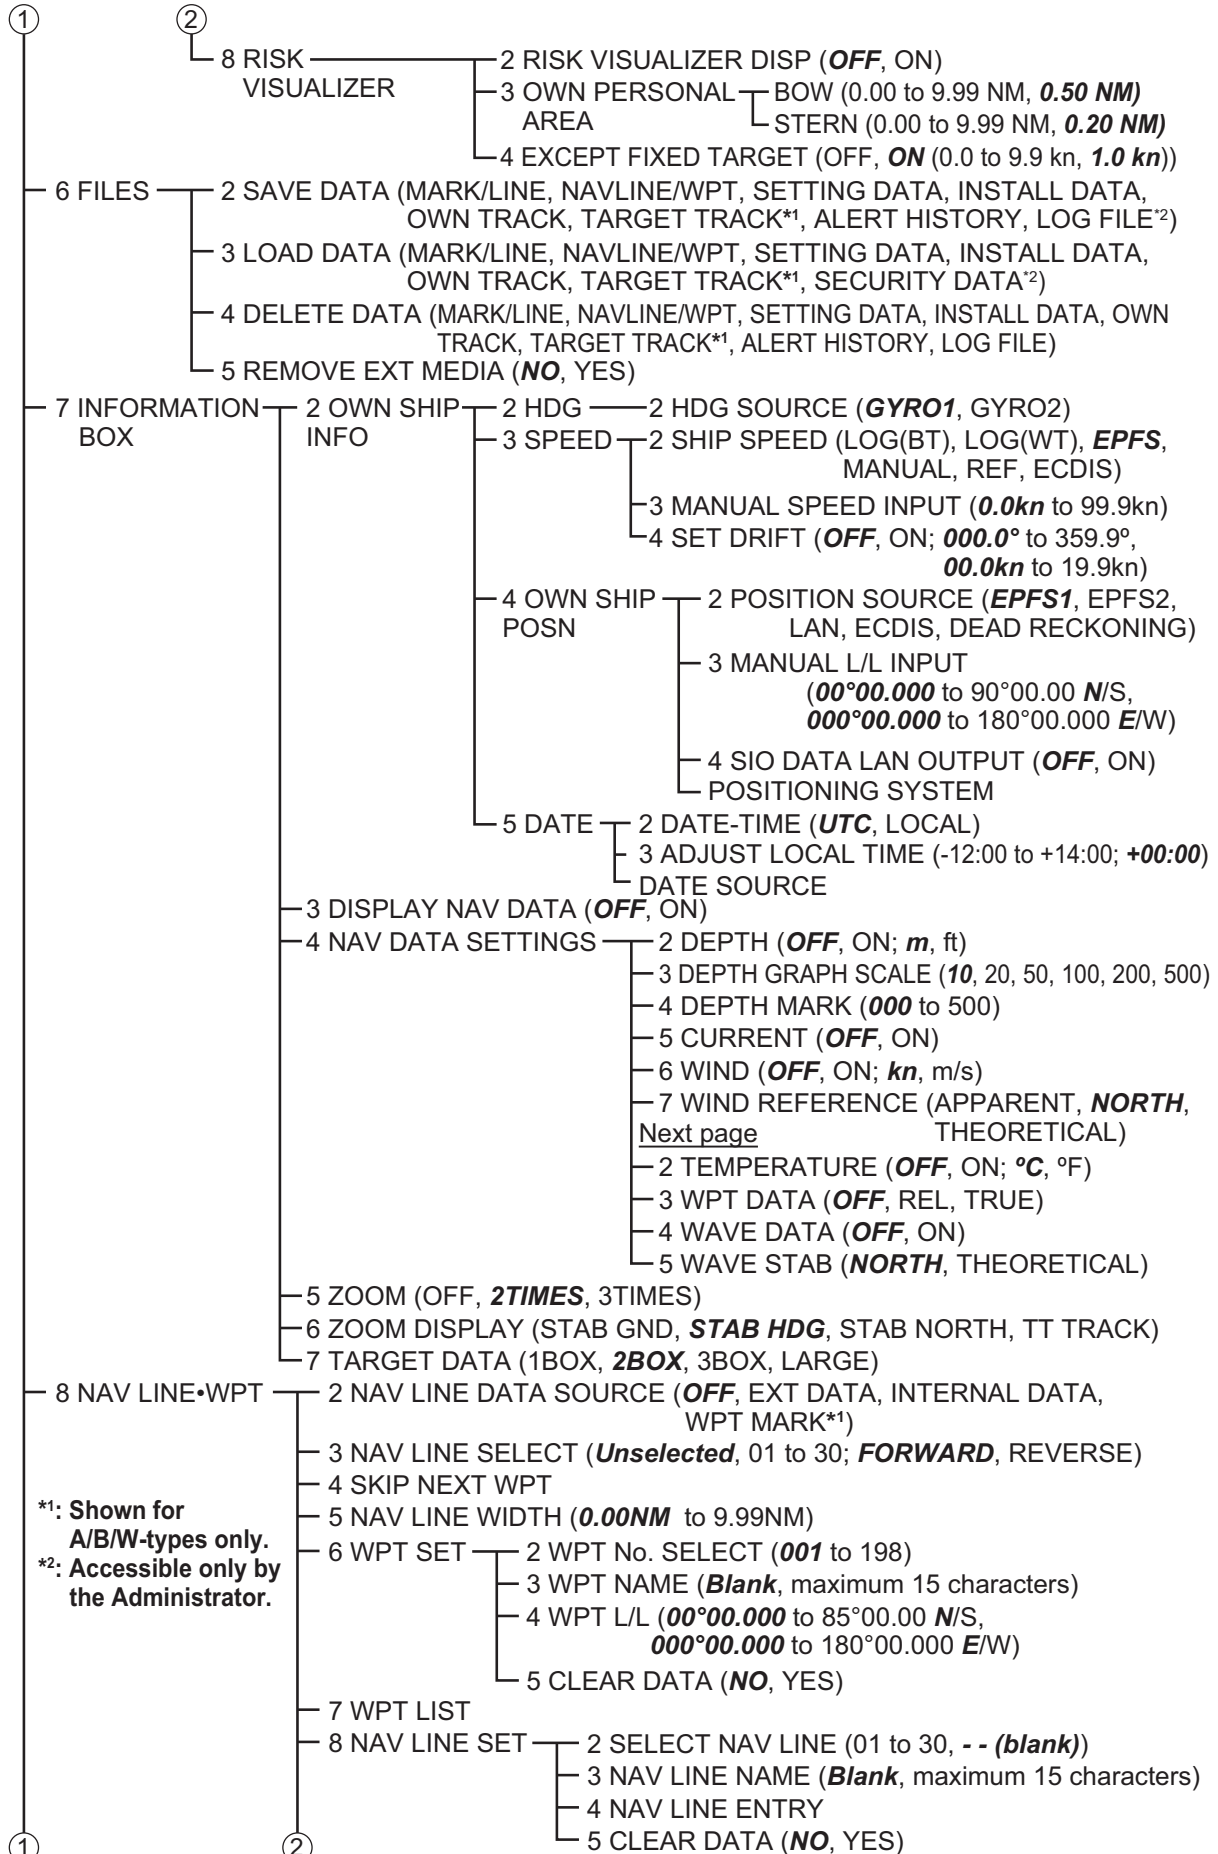 1 2
8 RISK VISUALIZER
2 RISK VISUALIZER DISP (OFF, ON)
3 OWN PERSONAL AREA
BOW (0.00 to 9.99 NM, 0.50 NM)
STERN (0.00 to 9.99 NM, 0.20 NM)
4 EXCEPT FIXED TARGET (OFF, ON (0.0 to 9.9 kn, 1.0 kn))
6 FILES
2 SAVE DATA (MARK/LINE, NAVLINE/WPT, SETTING DATA, INSTALL DATA,
OWN TRACK, TARGET TRACK*1, ALERT HISTORY, LOG FILE*2)
3 LOAD DATA (MARK/LINE, NAVLINE/WPT, SETTING DATA, INSTALL DATA,
OWN TRACK, TARGET TRACK*1, SECURITY DATA*2)
4 DELETE DATA (MARK/LINE, NAVLINE/WPT, SETTING DATA, INSTALL DATA, OWN
TRACK, TARGET TRACK*1, ALERT HISTORY, LOG FILE)
5 REMOVE EXT MEDIA (NO, YES)
7 INFORMATION BOX
2 OWN SHIP INFO
2 HDG
2 HDG SOURCE (GYRO1, GYRO2)
3 SPEED
2 SHIP SPEED (LOG(BT), LOG(WT), EPFS,
MANUAL, REF, ECDIS)
3 MANUAL SPEED INPUT (0.0kn to 99.9kn)
4 SET DRIFT (OFF, ON; 000.0° to 359.9º,
00.0kn to 19.9kn)
4 OWN SHIP POSN
2 POSITION SOURCE (EPFS1, EPFS2,
LAN, ECDIS, DEAD RECKONING)
3 MANUAL L/L INPUT
(00°00.000 to 90°00.00 N/S,
000°00.000 to 180°00.000 E/W)
4 SIO DATA LAN OUTPUT (OFF, ON)
POSITIONING SYSTEM
5 DATE
2 DATE-TIME (UTC, LOCAL)
3 ADJUST LOCAL TIME (-12:00 to +14:00; +00:00)
DATE SOURCE
3 DISPLAY NAV DATA (OFF, ON)
4 NAV DATA SETTINGS
2 DEPTH (OFF, ON; m, ft)
3 DEPTH GRAPH SCALE (10, 20, 50, 100, 200, 500)
4 DEPTH MARK (000 to 500)
5 CURRENT (OFF, ON)
6 WIND (OFF, ON; kn, m/s)
7 WIND REFERENCE (APPARENT, NORTH,
THEORETICAL)
Next page
2 TEMPERATURE (OFF, ON; ºC, ºF)
3 WPT DATA (OFF, REL, TRUE)
4 WAVE DATA (OFF, ON)
5 WAVE STAB (NORTH, THEORETICAL)
5 ZOOM (OFF, 2TIMES, 3TIMES)
6 ZOOM DISPLAY (STAB GND, STAB HDG, STAB NORTH, TT TRACK)
7 TARGET DATA (1BOX, 2BOX, 3BOX, LARGE)
8 NAV LINE•WPT
2 NAV LINE DATA SOURCE (OFF, EXT DATA, INTERNAL DATA,
WPT MARK*1)
3 NAV LINE SELECT (Unselected, 01 to 30; FORWARD, REVERSE)
4 SKIP NEXT WPT
5 NAV LINE WIDTH (0.00NM to 9.99NM)
6 WPT SET
2 WPT No. SELECT (001 to 198)
3 WPT NAME (Blank, maximum 15 characters)
4 WPT L/L (00°00.000 to 85°00.00 N/S,
000°00.000 to 180°00.000 E/W)
5 CLEAR DATA (NO, YES)
7 WPT LIST
8 NAV LINE SET
2 SELECT NAV LINE (01 to 30, - - (blank))
3 NAV LINE NAME (Blank, maximum 15 characters)
4 NAV LINE ENTRY
5 CLEAR DATA (NO, YES)
*1: Shown for
A/B/W-types only.
*2: Accessible only by
the Administrator.
1 2